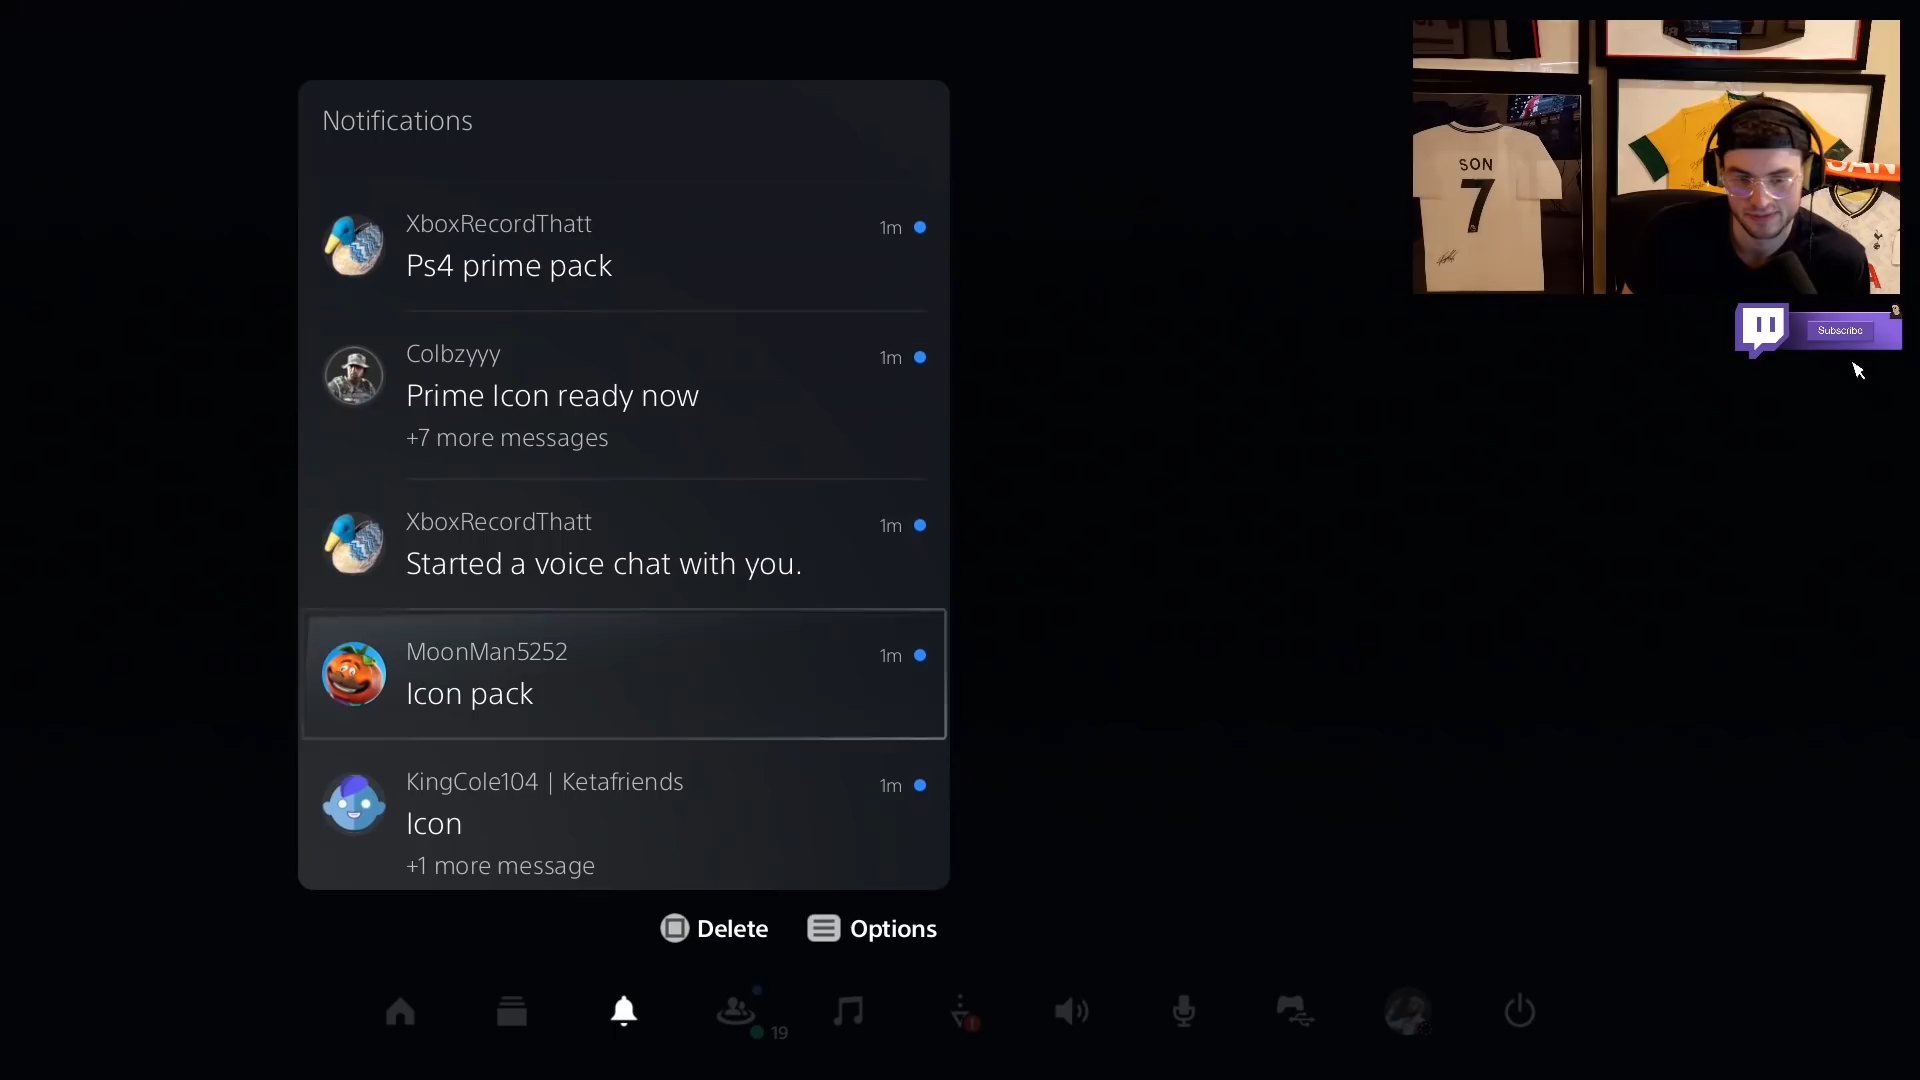 Notifications
XboxRecordThatt
1m
Ps4 prime pack
Colbzyyy
1m
Prime Icon ready now
+7 more messages
XboxRecordThatt
1m
Started a voice chat with you.
MoonMan5252
1m
Icon pack
KingCole104 | Ketafriends
1m
Icon
+1 more message
Delete
Options
19
SON
7
Subscribe